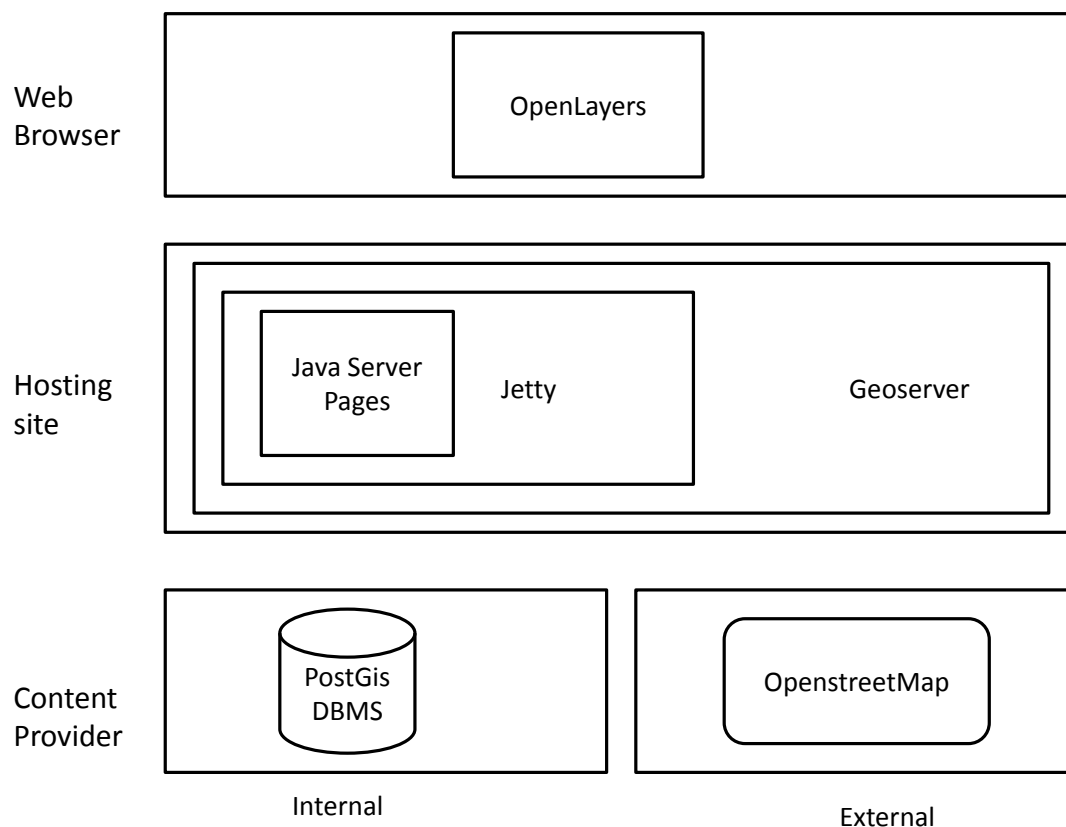 Web
Browser
OpenLayers
Hosting
site
Java Server
Pages
Jetty
Geoserver
Content
Provider
PostGis
DBMS
OpenstreetMap
Internal
External